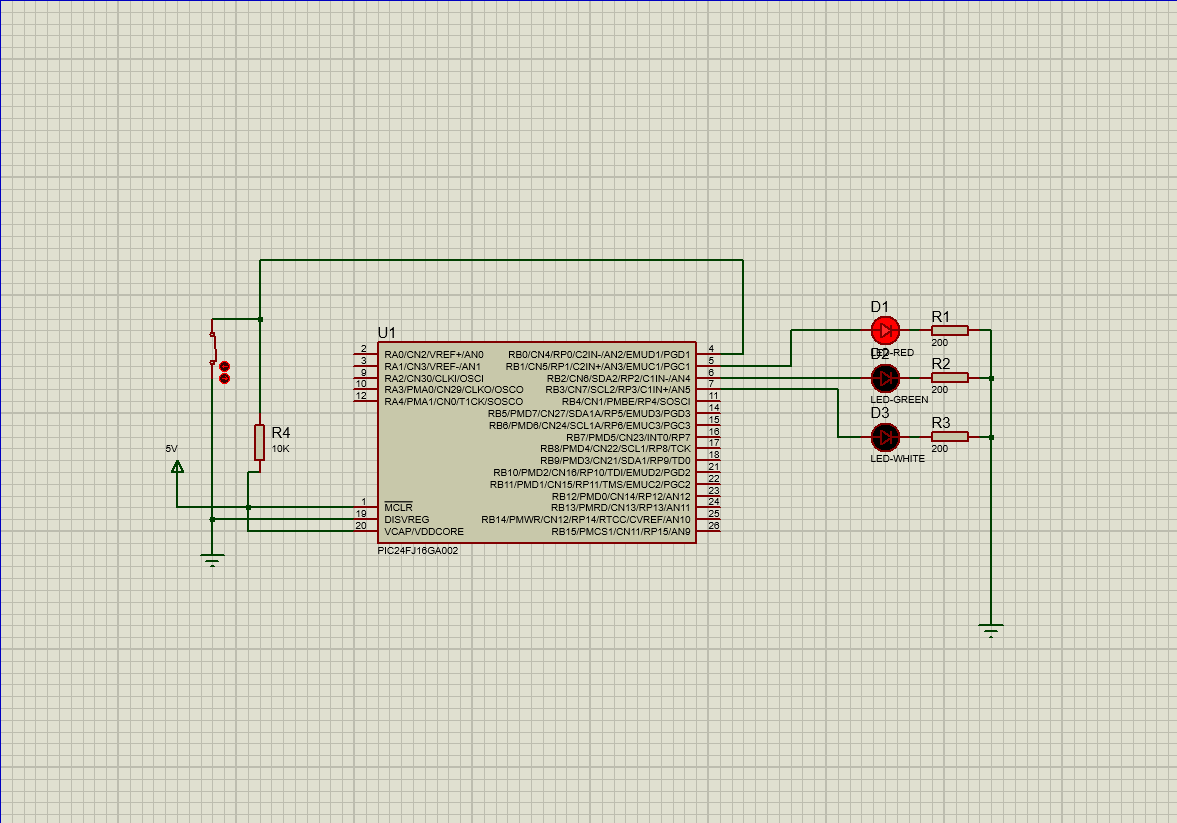 D1
R1
200
LED-RED
D2
R2
200
LED-GREEN
D3
R3
200
LED-WHITE
R4
10K
5V
U1
2 RA0/CN2/VREF+/AN0 RB0/CN4/RP0/C2IN-/AN2/EMUD1/PGD1 4
3 RA1/CN3/VREF-/AN1 RB1/CN5/RP1/C2IN+/AN3/EMUC1/PGC1 5
9 RA2/CN30/CLKI/OSCI RB2/CN6/SDA2/RP2/C1IN-/AN4 6
10 RA3/PMA0/CN29/CLKO/OSCO RB3/CN7/SCL2/RP3/C1IN+/AN5 7
12 RA4/PMA1/CN0/T1CK/SOSCO RB4/CN1/PMBE/RP4/SOSCI 11
RB5/PMD7/CN27/SDA1A/RP5/EMUD3/PGD3 14
RB6/PMD6/CN24/SCL1A/RP6/EMUC3/PGC3 15
RB7/PMD5/CN23/INT0/RP7 16
RB8/PMD4/CN22/SCL1/RP8/TCK 17
RB9/PMD3/CN21/SDA1/RP9/TD0 18
RB10/PMD2/CN16/RP10/TDI/EMUD2/PGD2 21
RB11/PMD1/CN15/RP11/TMS/EMUC2/PGC2 22
RB12/PMD0/CN14/RP12/AN12 23
1 MCLR RB13/PMRD/CN13/RP13/AN11 24
19 DISVREG RB14/PMWR/CN12/RP14/RTCC/CVREF/AN10 25
20 VCAP/VDDCORE RB15/PMCS1/CN11/RP15/AN9 26
PIC24FJ16GA002